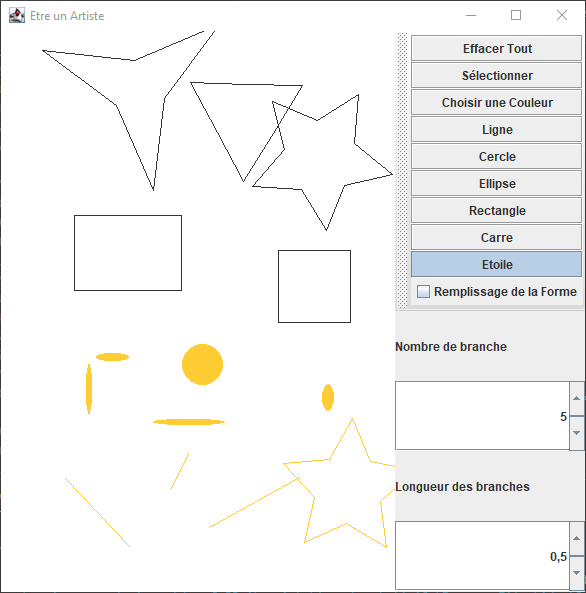 Etre un Artiste
Effacer Tout
Sélectionner
Choisir une Couleur
Ligne
Cercle
Ellipse
Rectangle
Carre
Etoile
Remplissage de la Forme
Nombre de branche
5
Longueur des branches
0,5